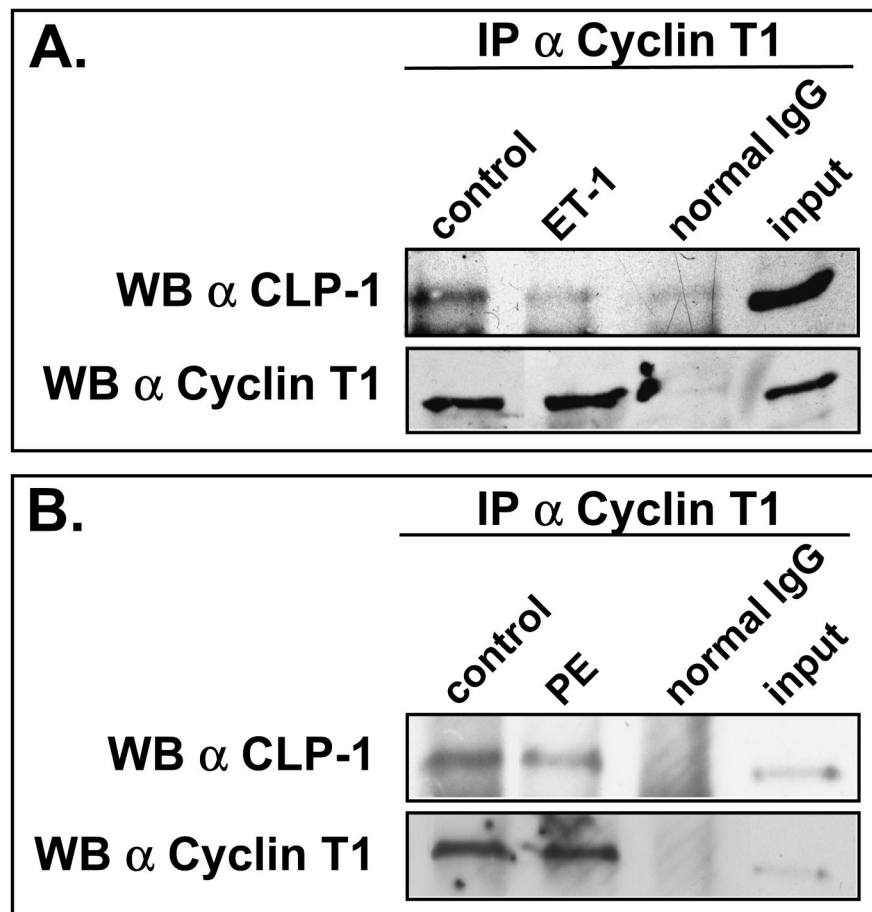 A.
IP α Cyclin T1
control
ET-1
normal IgG
input
WB α CLP-1
WB α Cyclin T1
B.
IP α Cyclin T1
control
PE
normal IgG
input
WB α CLP-1
WB α Cyclin T1